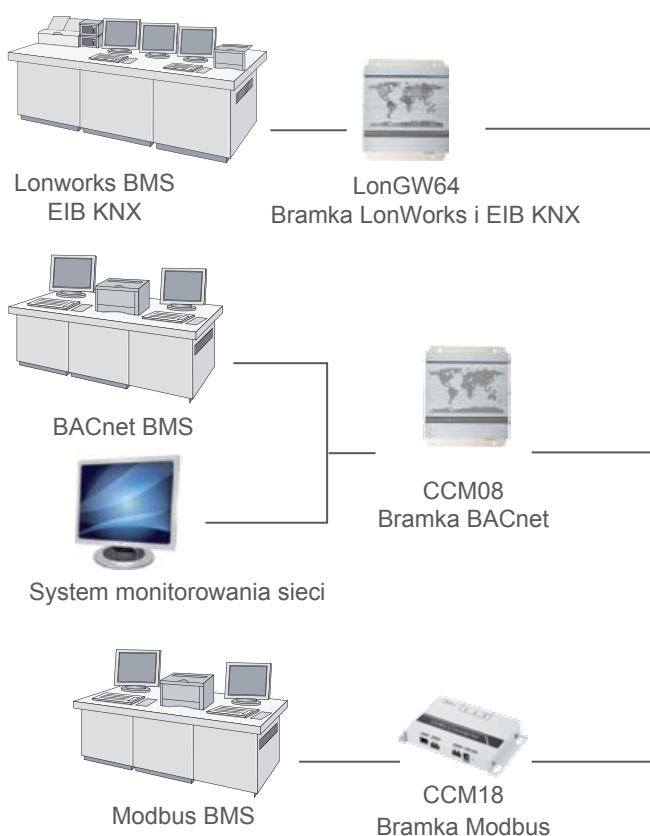 Lonworks BMS
EIB KNX
LonGW64
Bramka LonWorks i EIB KNX
BACnet BMS
CCM08
Bramka BACnet
System monitorowania sieci
Modbus BMS
CCM18
Bramka Modbus